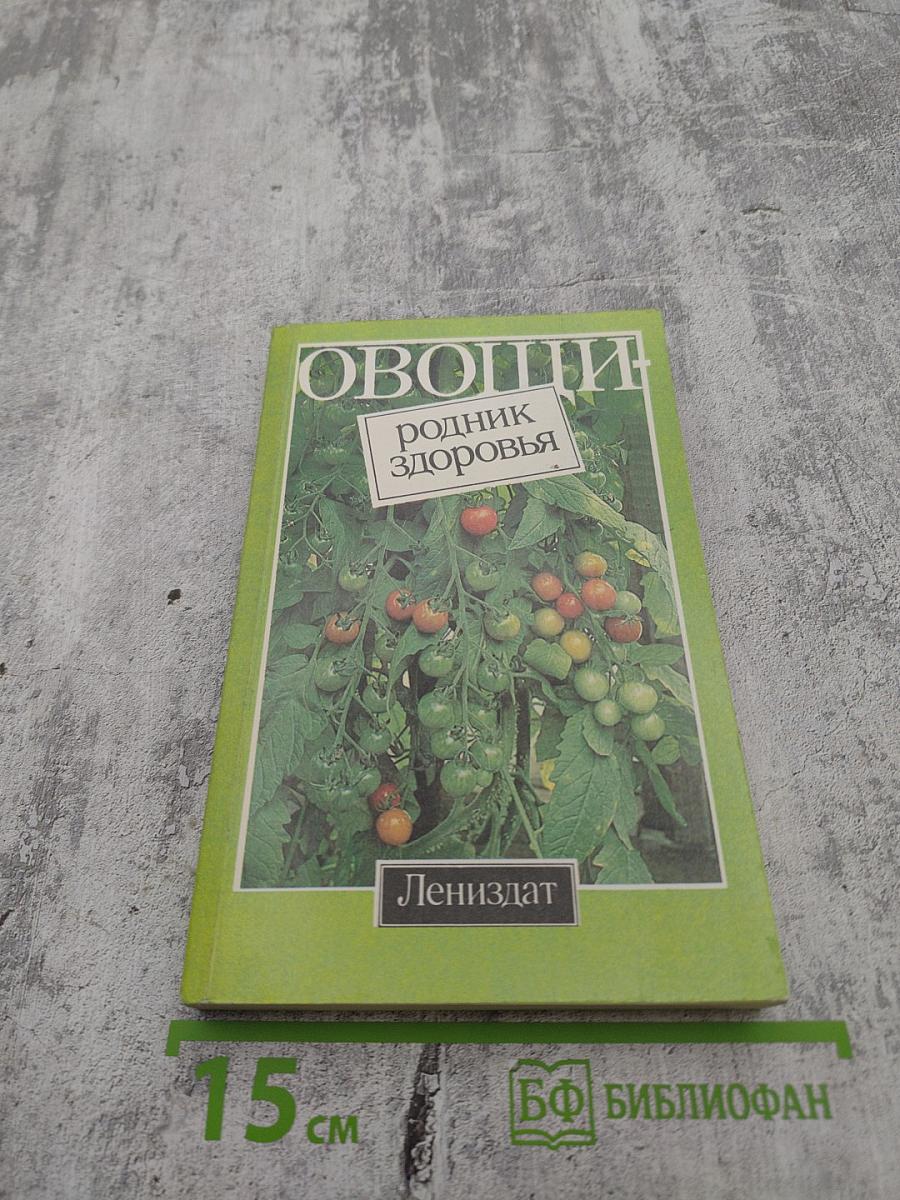 ОВОЩИ-
родник
здоровья
Лениздат
15 см
БФ БИБЛИОФАН